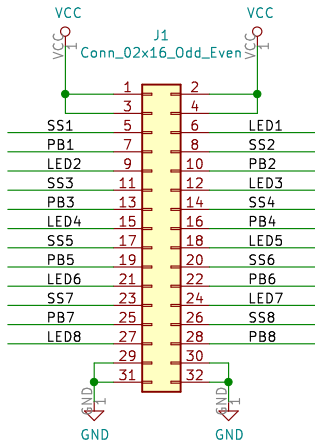 VCC VCC
VCC 1 VCC 1
J1
Conn_02x16_Odd_Even
1 2
3 4
SS1 5 6 LED1
PB1 7 8 SS2
LED2 9 10 PB2
SS3 11 12 LED3
PB3 13 14 SS4
LED4 15 16 PB4
SS5 17 18 LED5
PB5 19 20 SS6
LED6 21 22 PB6
SS7 23 24 LED7
PB7 25 26 SS8
LED8 27 28 PB8
29 30
31 32
GND 1 GND 1
GND GND